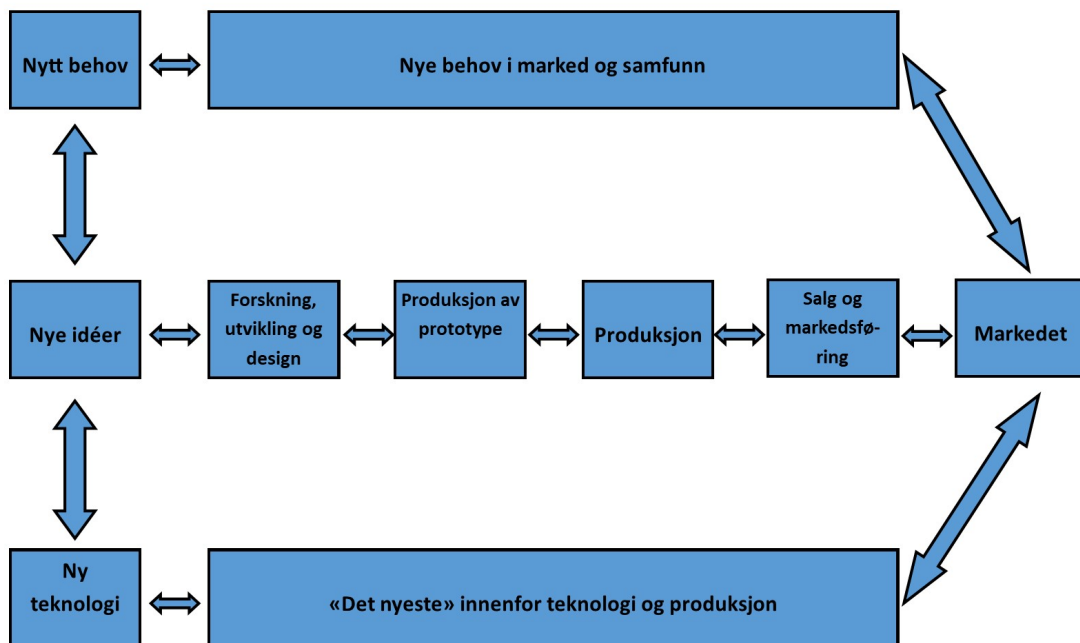 Nytt behov
Nye behov i marked og samfunn
Nye idéer
Forskning,
utvikling og
design
Produksjon av
prototype
Produksjon
Salg og
markedsfø-
ring
Markedet
Ny
teknologi
«Det nyeste» innenfor teknologi og produksjon